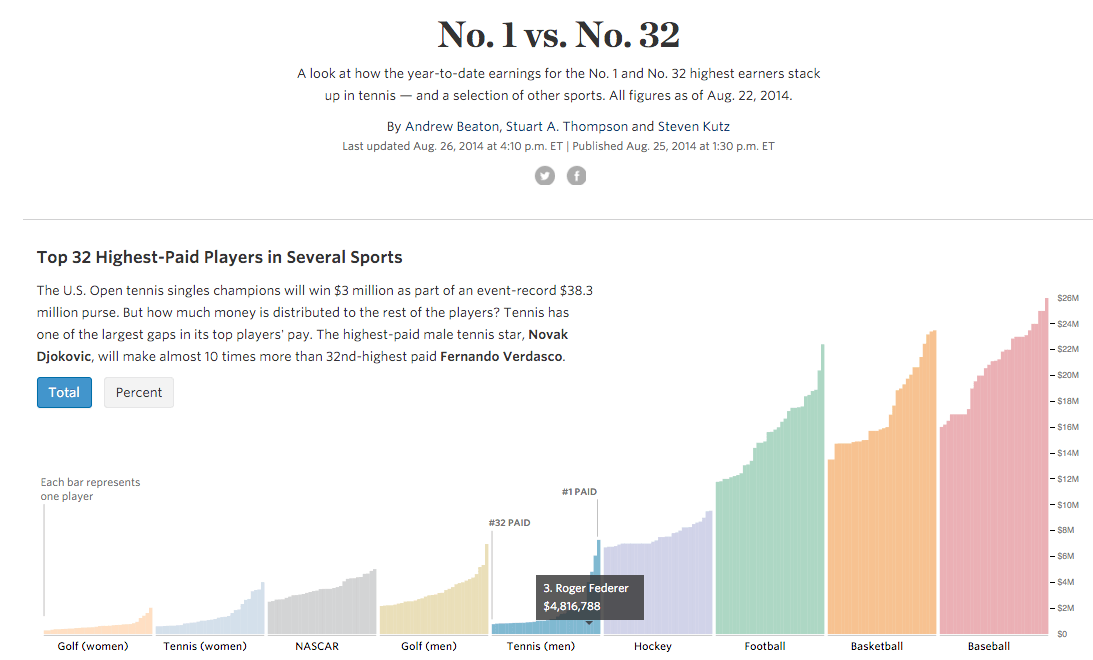 No. 1 vs. No. 32
A look at how the year-to-date earnings for the No. 1 and No. 32 highest earners stack
up in tennis — and a selection of other sports. All figures as of Aug. 22, 2014.
By Andrew Beaton, Stuart A. Thompson and Steven Kutz
Last updated Aug. 26, 2014 at 4:10 p.m. ET | Published Aug. 25, 2014 at 1:30 p.m. ET
Top 32 Highest-Paid Players in Several Sports
The U.S. Open tennis singles champions will win $3 million as part of an event-record $38.3
million purse. But how much money is distributed to the rest of the players? Tennis has
one of the largest gaps in its top players' pay. The highest-paid male tennis star, Novak
Djokovic, will make almost 10 times more than 32nd-highest paid Fernando Verdasco.
Total
Percent
Each bar represents
one player
#32 PAID
#1 PAID
3. Roger Federer
$4,816,788
$26M
$24M
$22M
$20M
$18M
$16M
$14M
$12M
$10M
$8M
$6M
$4M
$2M
$0
Golf (women)
Tennis (women)
NASCAR
Golf (men)
Tennis (men)
Hockey
Football
Basketball
Baseball